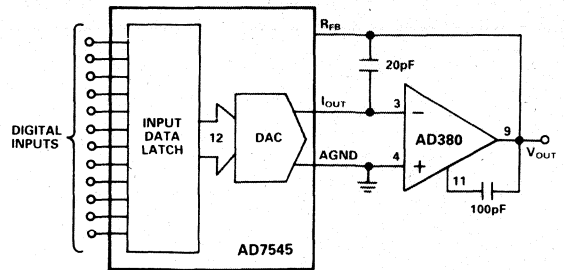 R_FB
20pF
I_OUT
3
DIGITAL
INPUTS
INPUT
DATA
LATCH
12
DAC
−
AD380
9
V_OUT
AGND
4
+
11
100pF
AD7545